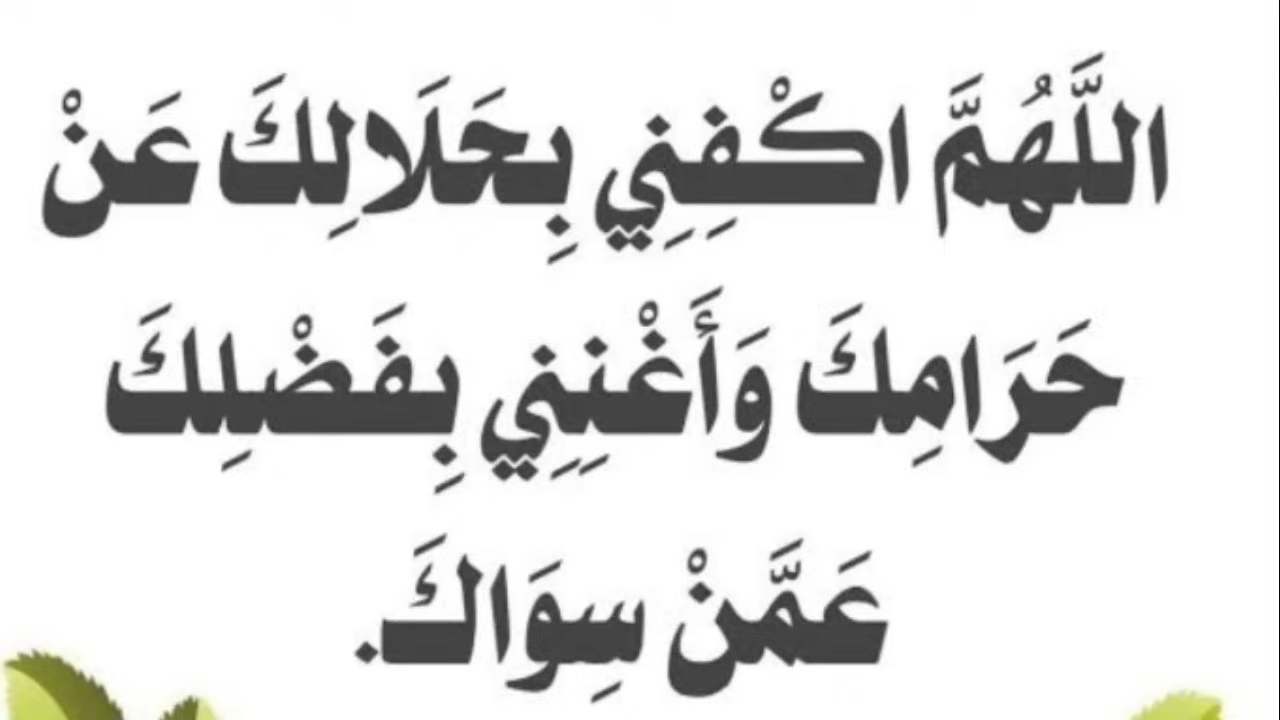 اللَّهُمَّ اكْفِنِي بِحَلَالِكَ عَنْ
حَرَامِكَ وَأَغْنِنِي بِفَضْلِكَ
عَمَّنْ سِوَاكَ.